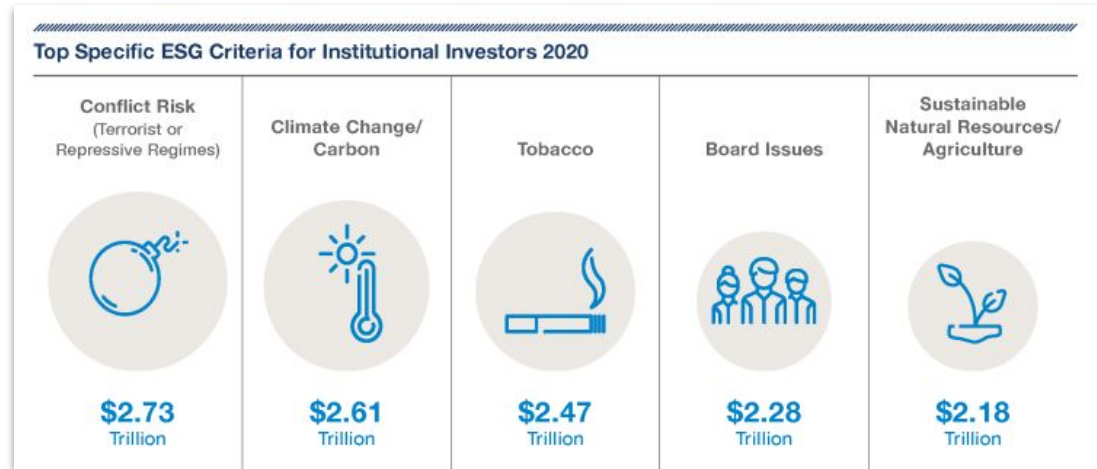 Top Specific ESG Criteria for Institutional Investors 2020
Conflict Risk
(Terrorist or
Repressive Regimes)
$2.73
Trillion
Climate Change/
Carbon
$2.61
Trillion
Tobacco
$2.47
Trillion
Board Issues
$2.28
Trillion
Sustainable
Natural Resources/
Agriculture
$2.18
Trillion